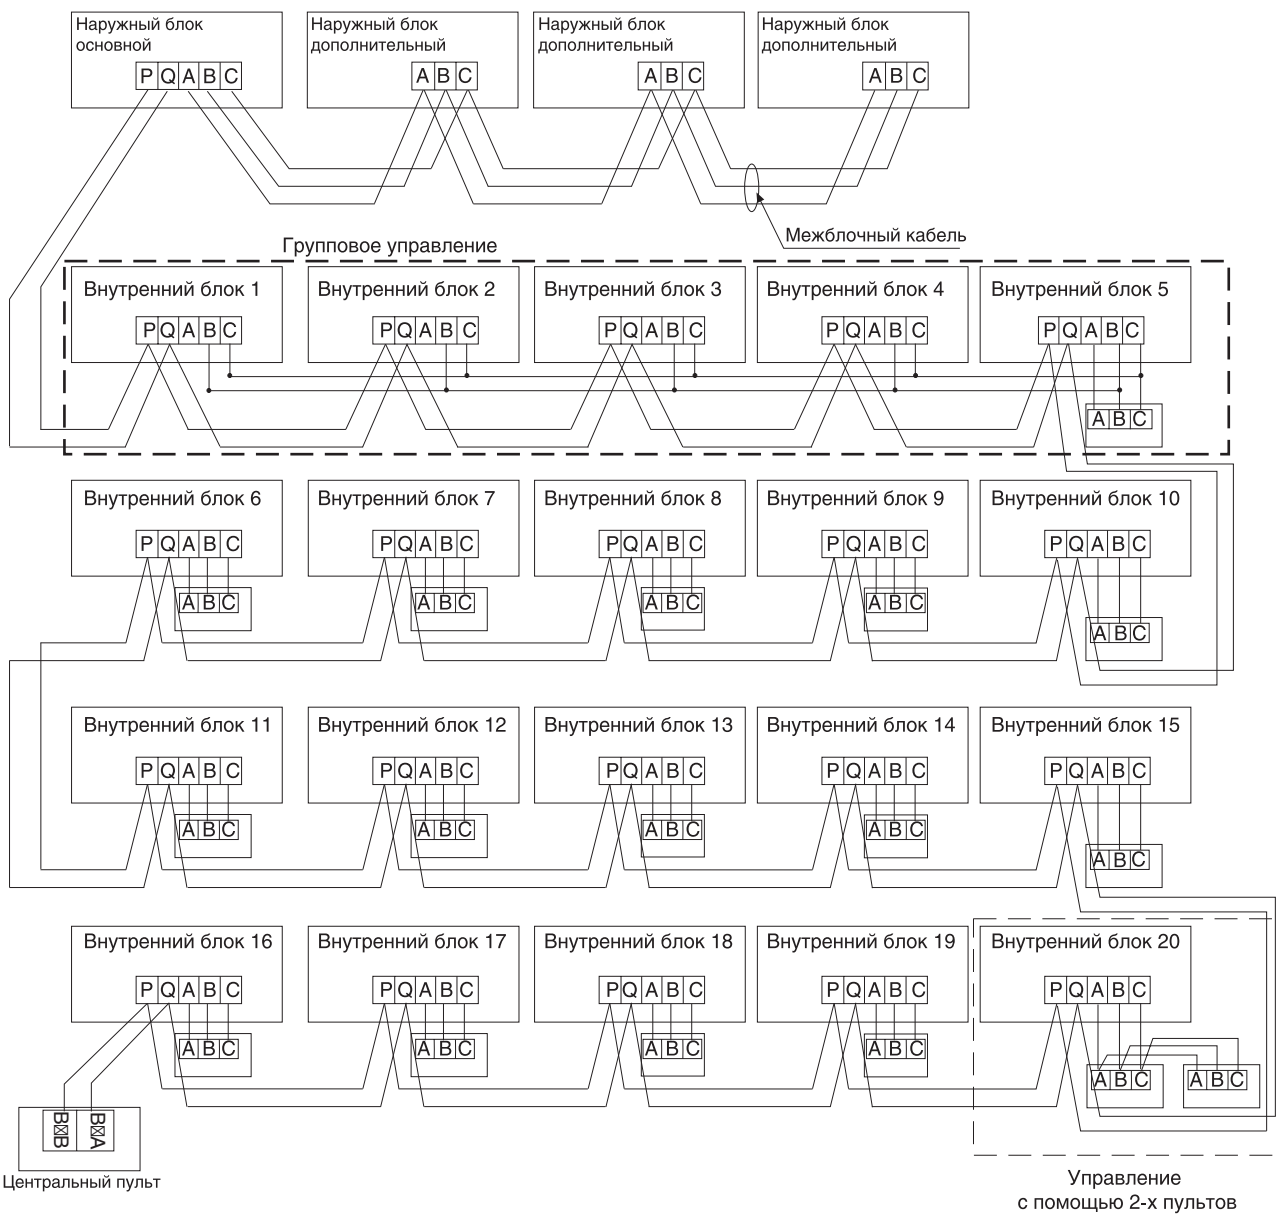 Наружный блок
основной
P Q A B C
Наружный блок
дополнительный
A B C
Наружный блок
дополнительный
A B C
Наружный блок
дополнительный
A B C
Межблочный кабель
Групповое управление
Внутренний блок 1
P Q A B C
Внутренний блок 2
P Q A B C
Внутренний блок 3
P Q A B C
Внутренний блок 4
P Q A B C
Внутренний блок 5
P Q A B C
A B C
Внутренний блок 6
P Q A B C
A B C
Внутренний блок 7
P Q A B C
A B C
Внутренний блок 8
P Q A B C
A B C
Внутренний блок 9
P Q A B C
A B C
Внутренний блок 10
P Q A B C
A B C
Внутренний блок 11
P Q A B C
A B C
Внутренний блок 12
P Q A B C
A B C
Внутренний блок 13
P Q A B C
A B C
Внутренний блок 14
P Q A B C
A B C
Внутренний блок 15
P Q A B C
A B C
Внутренний блок 16
P Q A B C
A B C
Внутренний блок 17
P Q A B C
A B C
Внутренний блок 18
P Q A B C
A B C
Внутренний блок 19
P Q A B C
A B C
Внутренний блок 20
P Q A B C
A B C
A B C
Центральный пульт
Управление
с помощью 2-х пультов